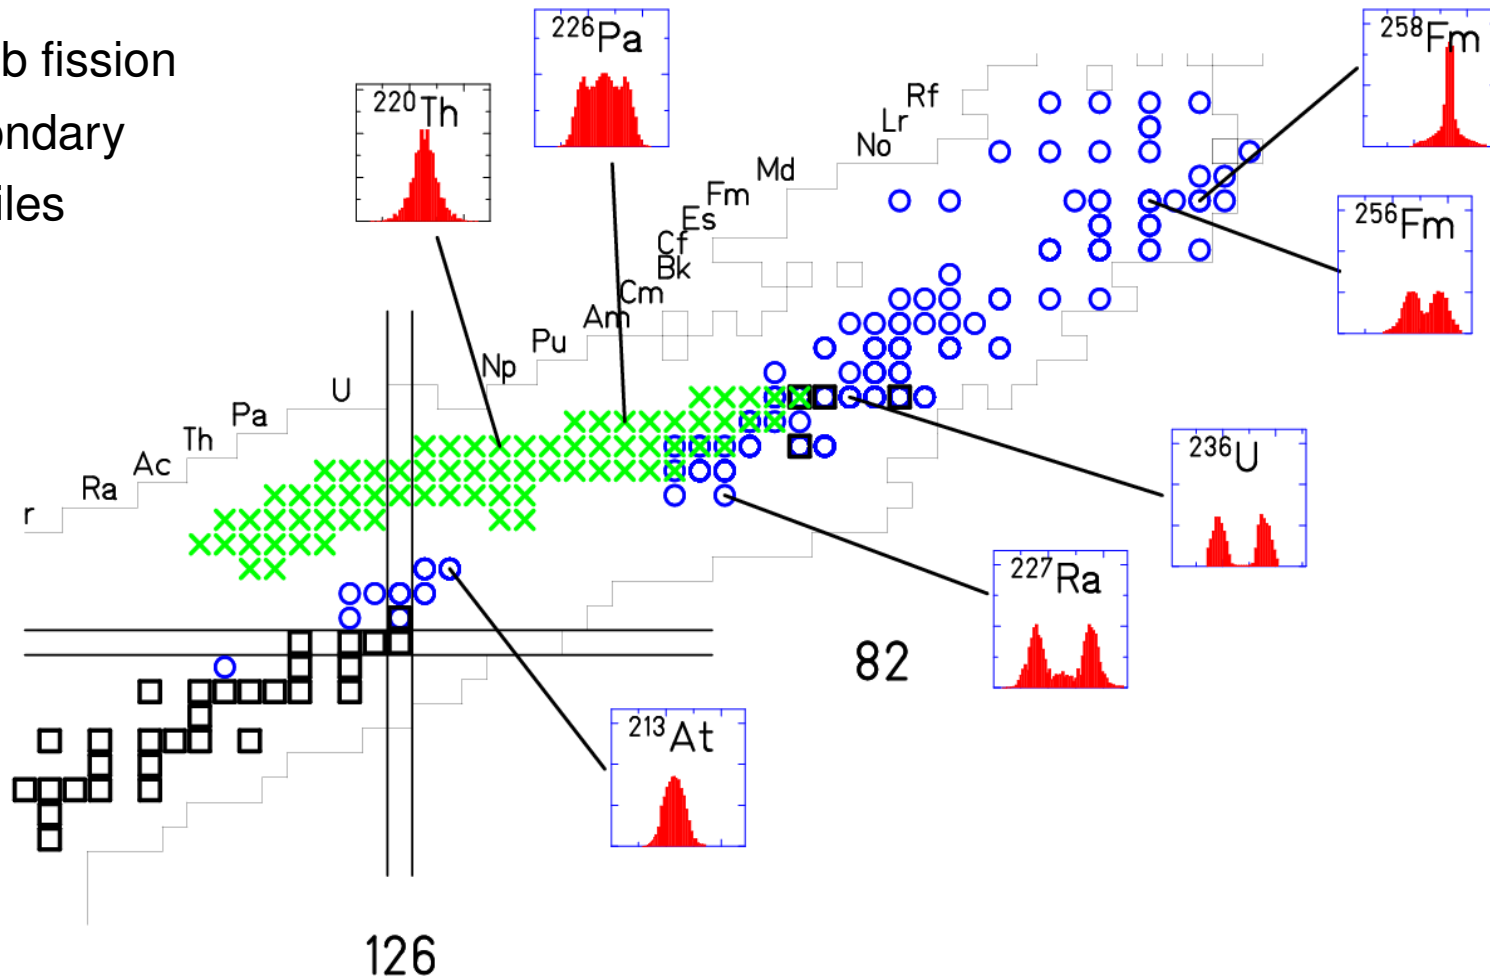 b fission
ondary
iles
220Th
226Pa
258Fm
256Fm
236U
227Ra
213At
Rf
Lr
No
Md
Fm
Es
Cf
Bk
Cm
Am
Pu
Np
U
Pa
Th
Ac
Ra
r
82
126